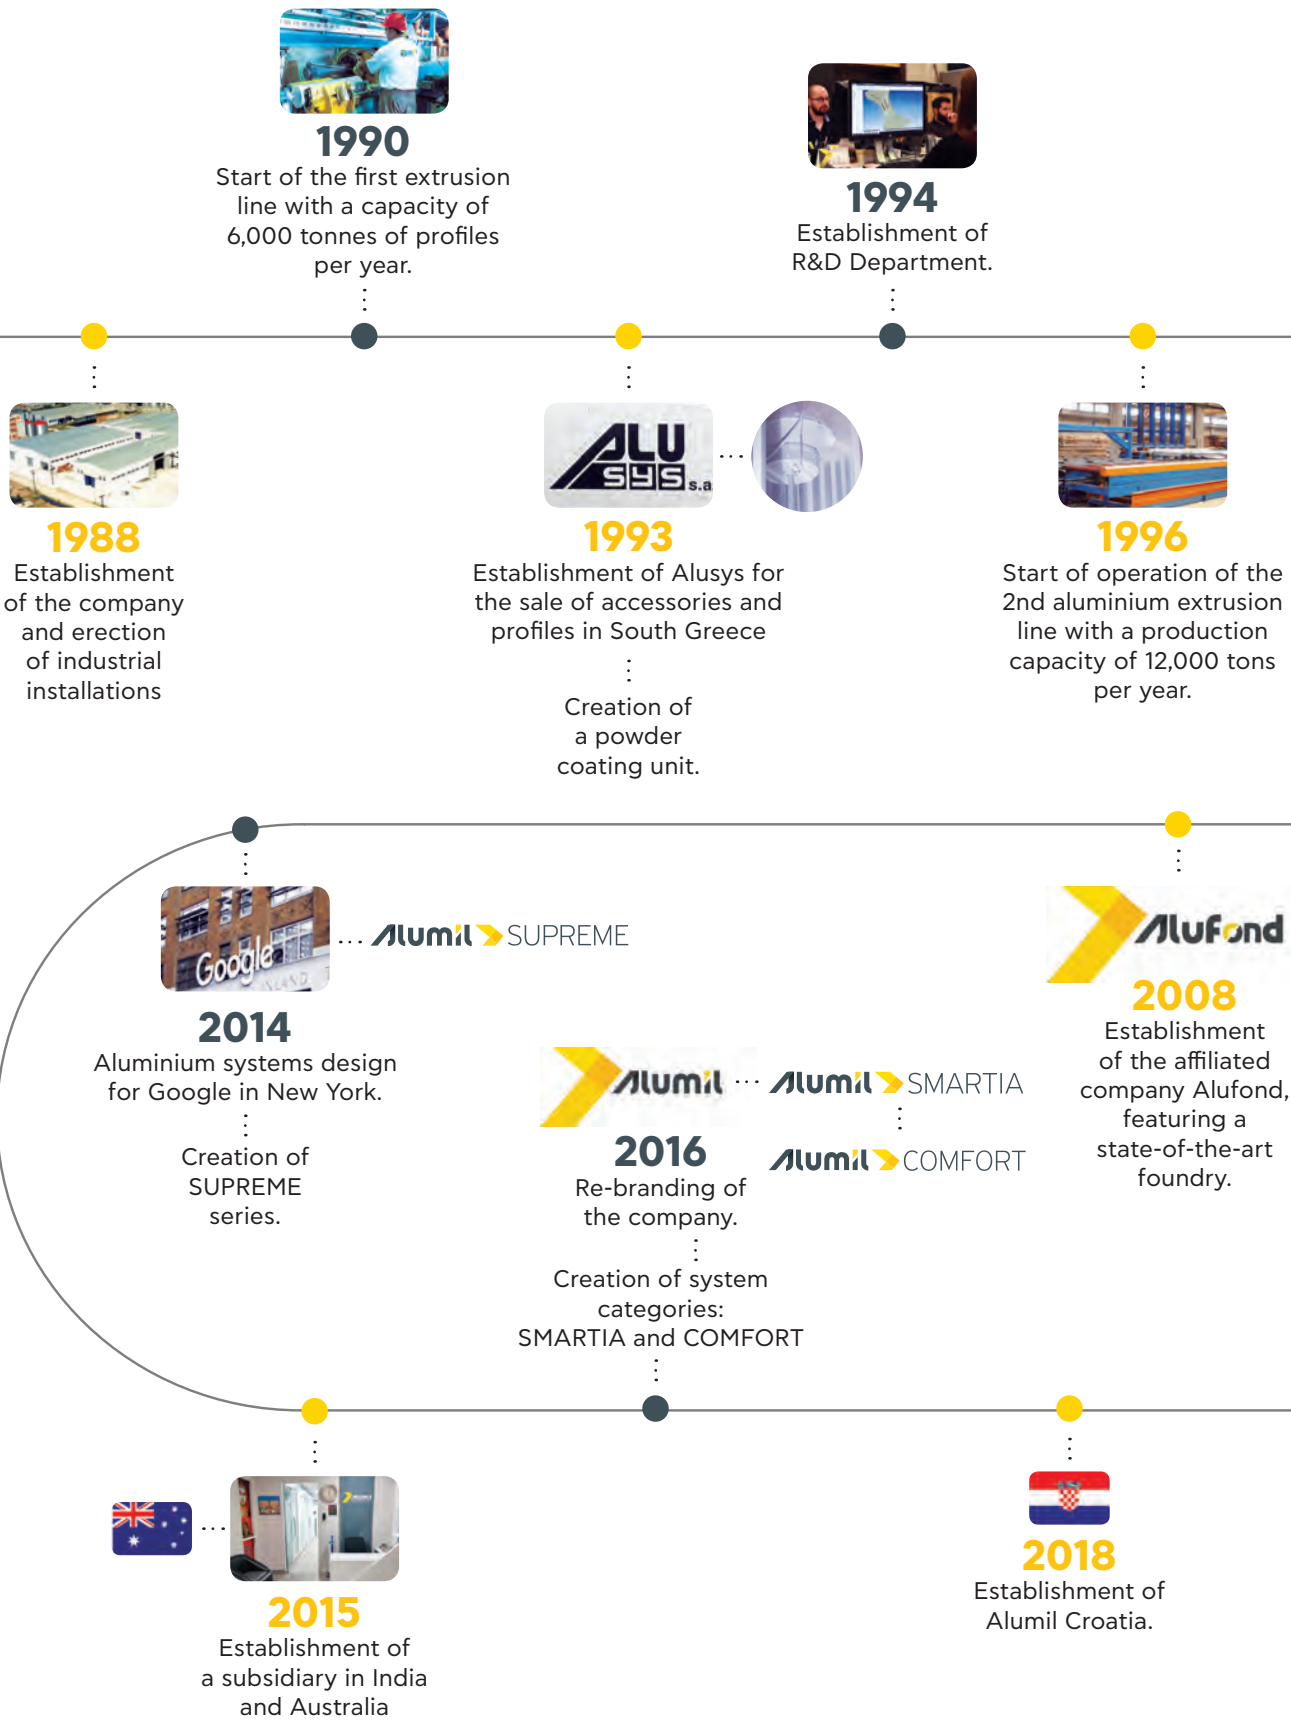 1990
Start of the first extrusion
line with a capacity of
6,000 tonnes of profiles
per year.
1994
Establishment of
R&D Department.
1988
Establishment
of the company
and erection
of industrial
installations
ALU
SYS s.a
1993
Establishment of Alusys for
the sale of accessories and
profiles in South Greece
Creation of
a powder
coating unit.
1996
Start of operation of the
2nd aluminium extrusion
line with a production
capacity of 12,000 tons
per year.
Google
Alumil SUPREME
2014
Aluminium systems design
for Google in New York.
Creation of
SUPREME
series.
Alumil
Alumil SMARTIA
Alumil COMFORT
2016
Re-branding of
the company.
Creation of system
categories:
SMARTIA and COMFORT
Alufond
2008
Establishment
of the affiliated
company Alufond,
featuring a
state-of-the-art
foundry.
2015
Establishment of
a subsidiary in India
and Australia
2018
Establishment of
Alumil Croatia.